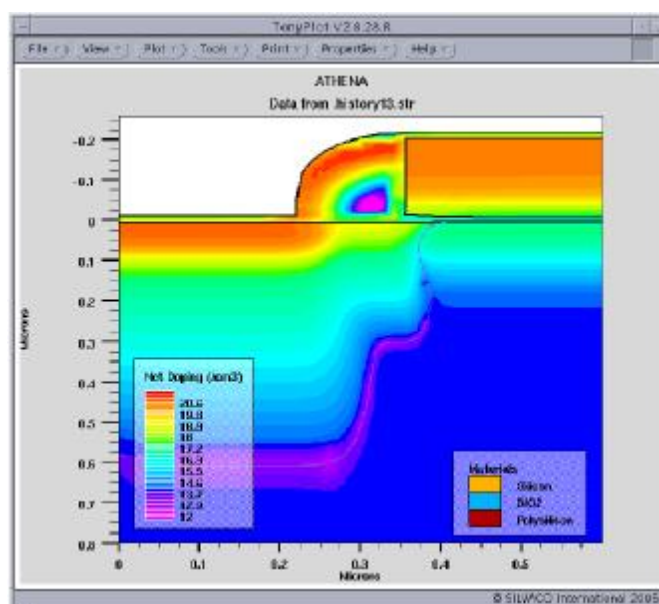 TonyPlot V2.8.28.R
File View Plot Tools Print Properties Help
ATHENA
Data from .history13.str
-0.2
-0.1
0
0.1
0.2
0.3
0.4
0.5
0.6
0.7
0.8
Microns
Net Doping (/cm3)
20.6
19.8
18.9
18
17.2
16.3
15.5
14.6
13.7
12.9
12
Materials
Silicon
SiO2
Polysilicon
0 0.1 0.2 0.3 0.4 0.5
Microns
© SILVACO International 2005